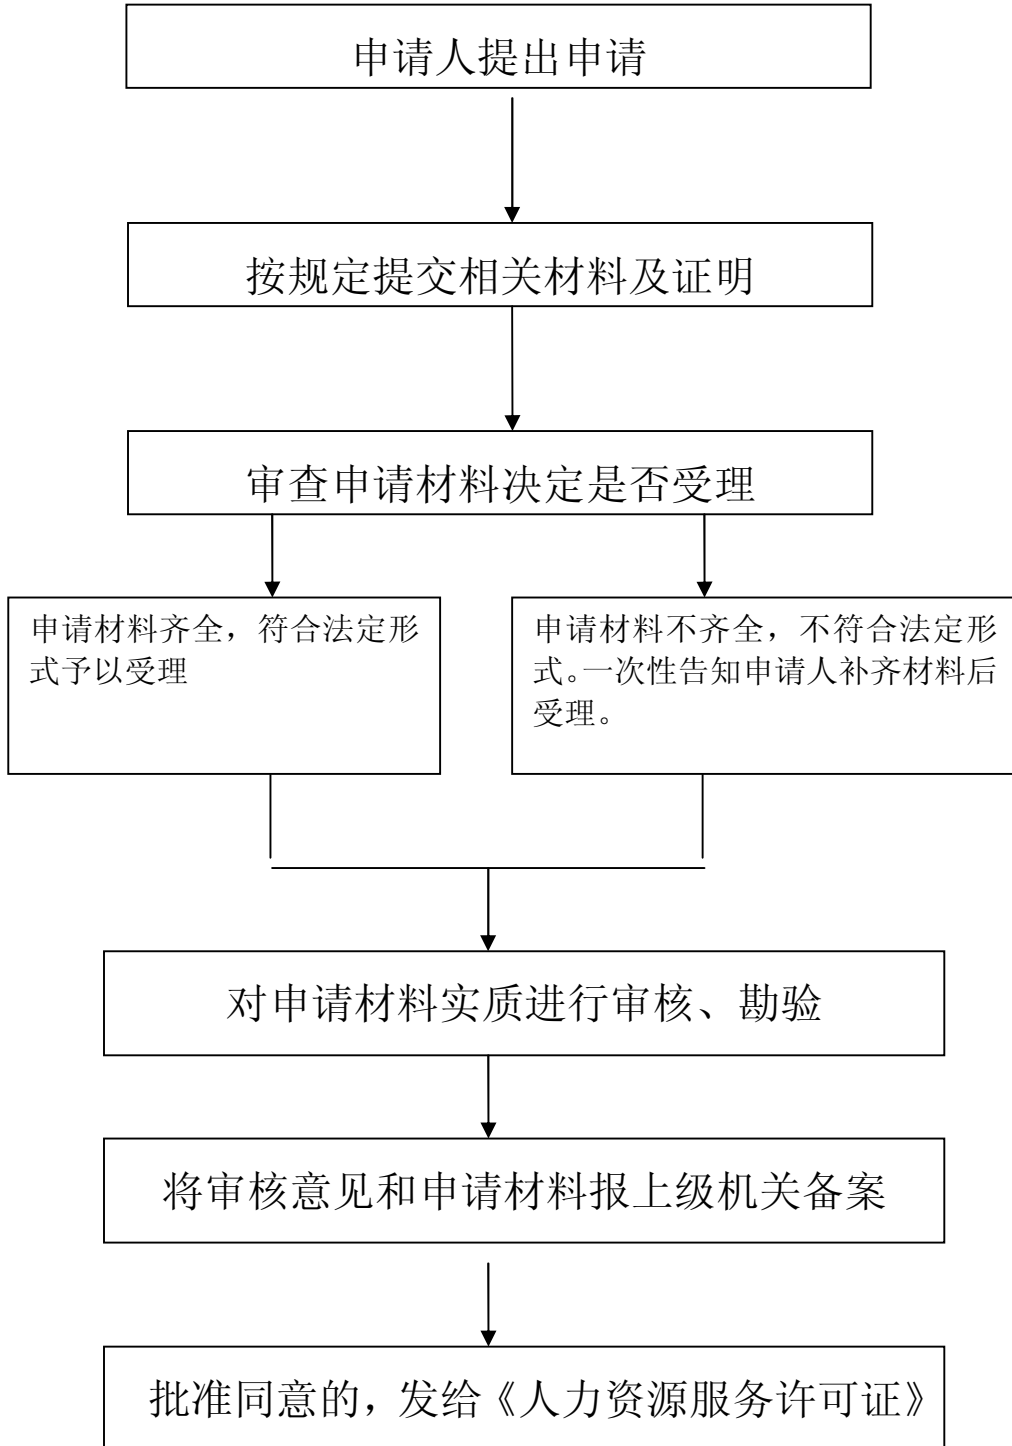 申请人提出申请
按规定提交相关材料及证明
审查申请材料决定是否受理
申请材料齐全，符合法定形
式予以受理
申请材料不齐全，不符合法定形
式。一次性告知申请人补齐材料后
受理。
对申请材料实质进行审核、勘验
将审核意见和申请材料报上级机关备案
批准同意的，发给《人力资源服务许可证》